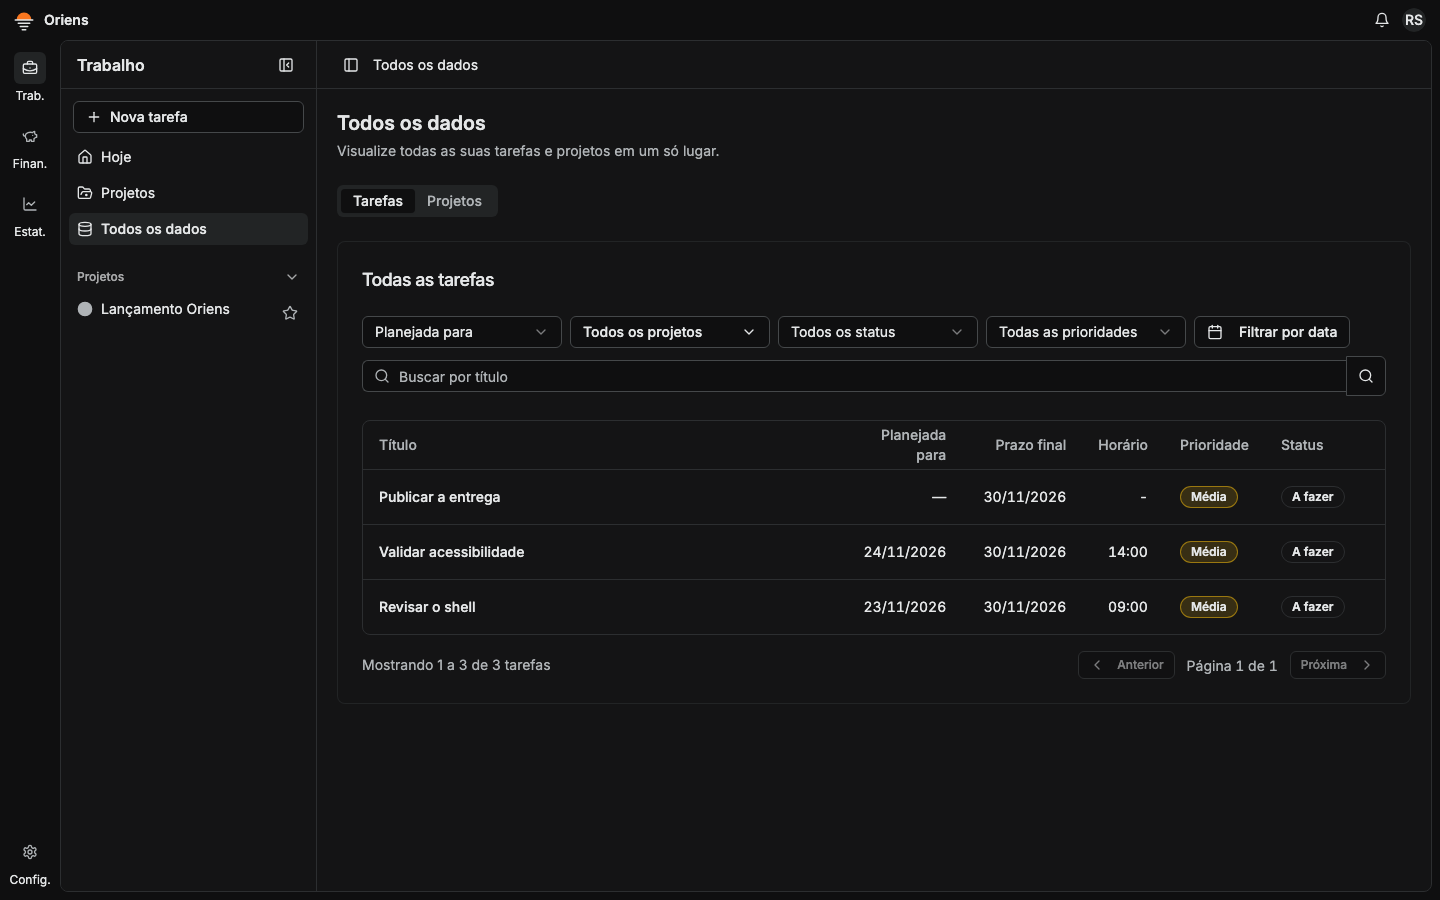 Oriens
RS
Trab.
Finan.
Estat.
Config.
Trabalho
Nova tarefa
Hoje
Projetos
Todos os dados
Projetos
Lançamento Oriens
Todos os dados
Todos os dados
Visualize todas as suas tarefas e projetos em um só lugar.
Tarefas Projetos
Todas as tarefas
Planejada para Todos os projetos Todos os status Todas as prioridades Filtrar por data
Buscar por título
Título Planejada para Prazo final Horário Prioridade Status
Publicar a entrega — 30/11/2026 - Média A fazer
Validar acessibilidade 24/11/2026 30/11/2026 14:00 Média A fazer
Revisar o shell 23/11/2026 30/11/2026 09:00 Média A fazer
Mostrando 1 a 3 de 3 tarefas Anterior Página 1 de 1 Próxima